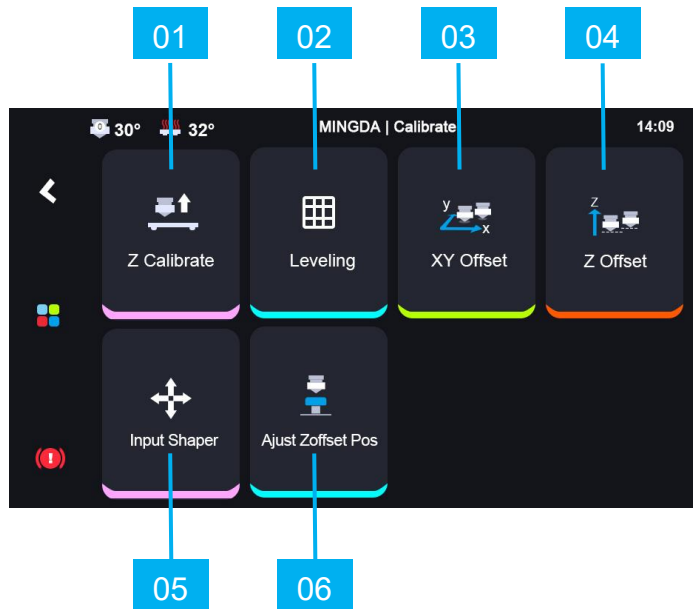 01 02 03 04
0 30° 32° MINGDA | Calibrate 14:09
y x Z
Z Calibrate Leveling XY Offset Z Offset
Input Shaper Ajust Zoffset Pos
05 06